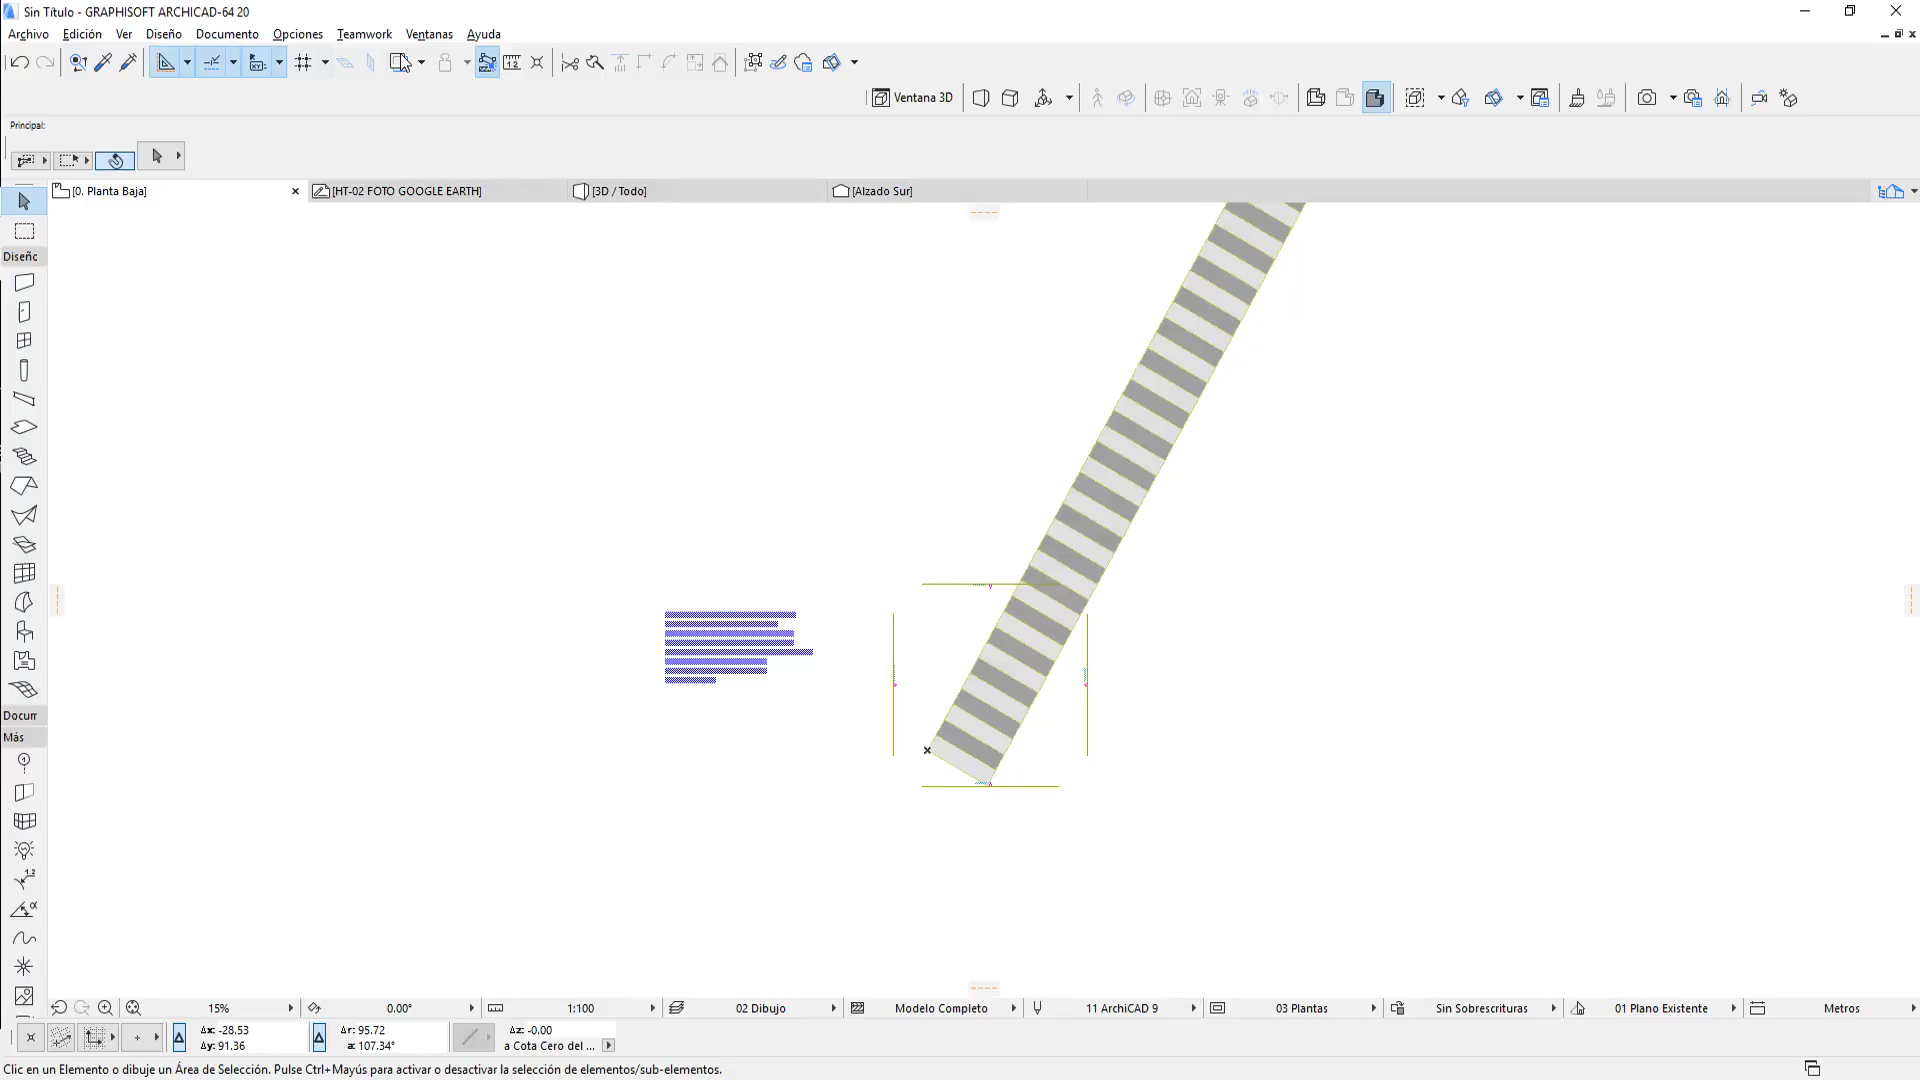 Sin Título - GRAPHISOFT ARCHICAD-64 20
Archivo Edición Ver Diseño Documento Opciones Teamwork Ventanas Ayuda
Ventana 3D
Principal:
[0. Planta Baja] [HT-02 FOTO GOOGLE EARTH] [3D / Todo] [Alzado Sur]
Diseñc
Docum
Más
15% 0.00° 1:100 02 Dibujo Modelo Completo 11 ArchiCAD 9 03 Plantas Sin Sobrescrituras 01 Plano Existente Metros
Δx: -28.53 Δr: 95.72 Δz: -0.00
Δy: 91.36 a: 107.34° a Cota Cero del ...
Clic en un Elemento o dibuje un Área de Selección. Pulse Ctrl+Mayús para activar o desactivar la selección de elementos/sub-elementos.